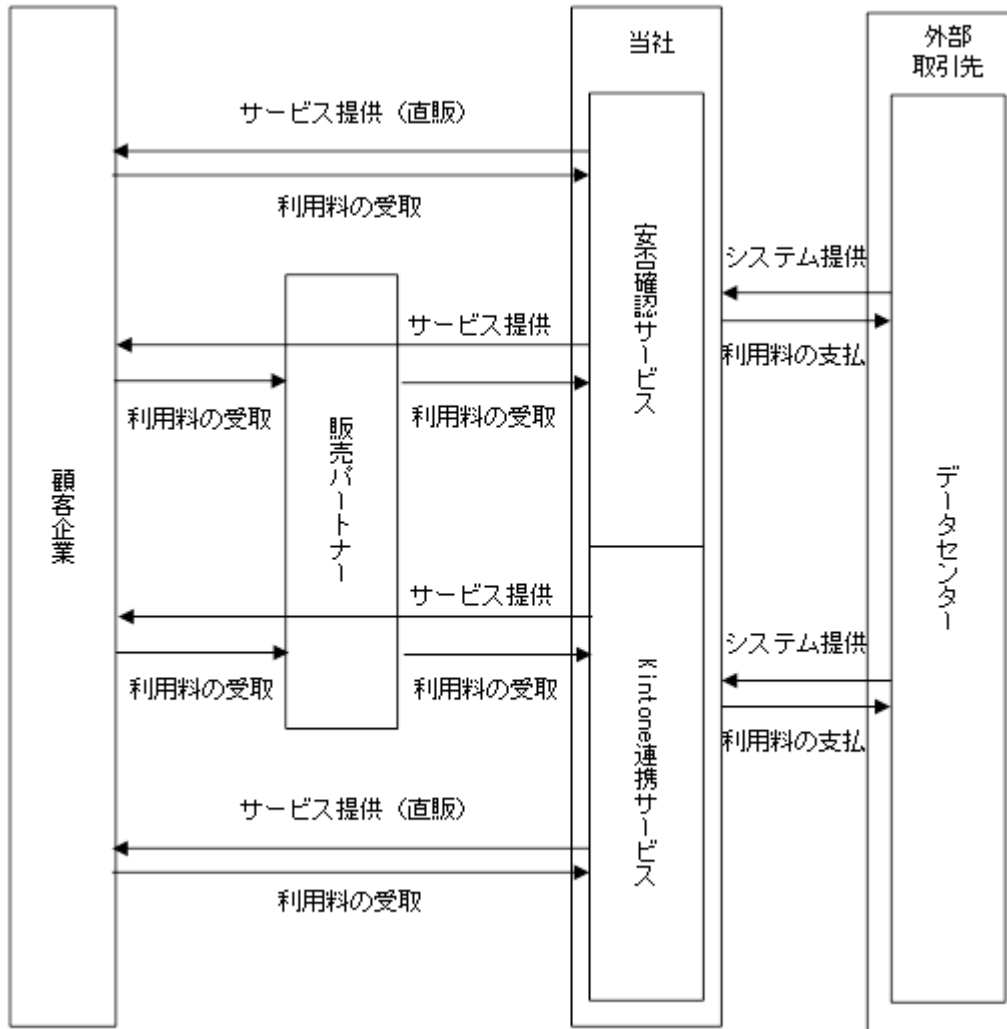 当社
外部
取引先
サービス提供（直販）
利用料の受取
安否確認サービス
システム提供
利用料の支払
サービス提供
利用料の受取
利用料の受取
販売パートナー
顧客企業
データセンター
サービス提供
利用料の受取
利用料の受取
Kintone連携サービス
システム提供
利用料の支払
サービス提供（直販）
利用料の受取